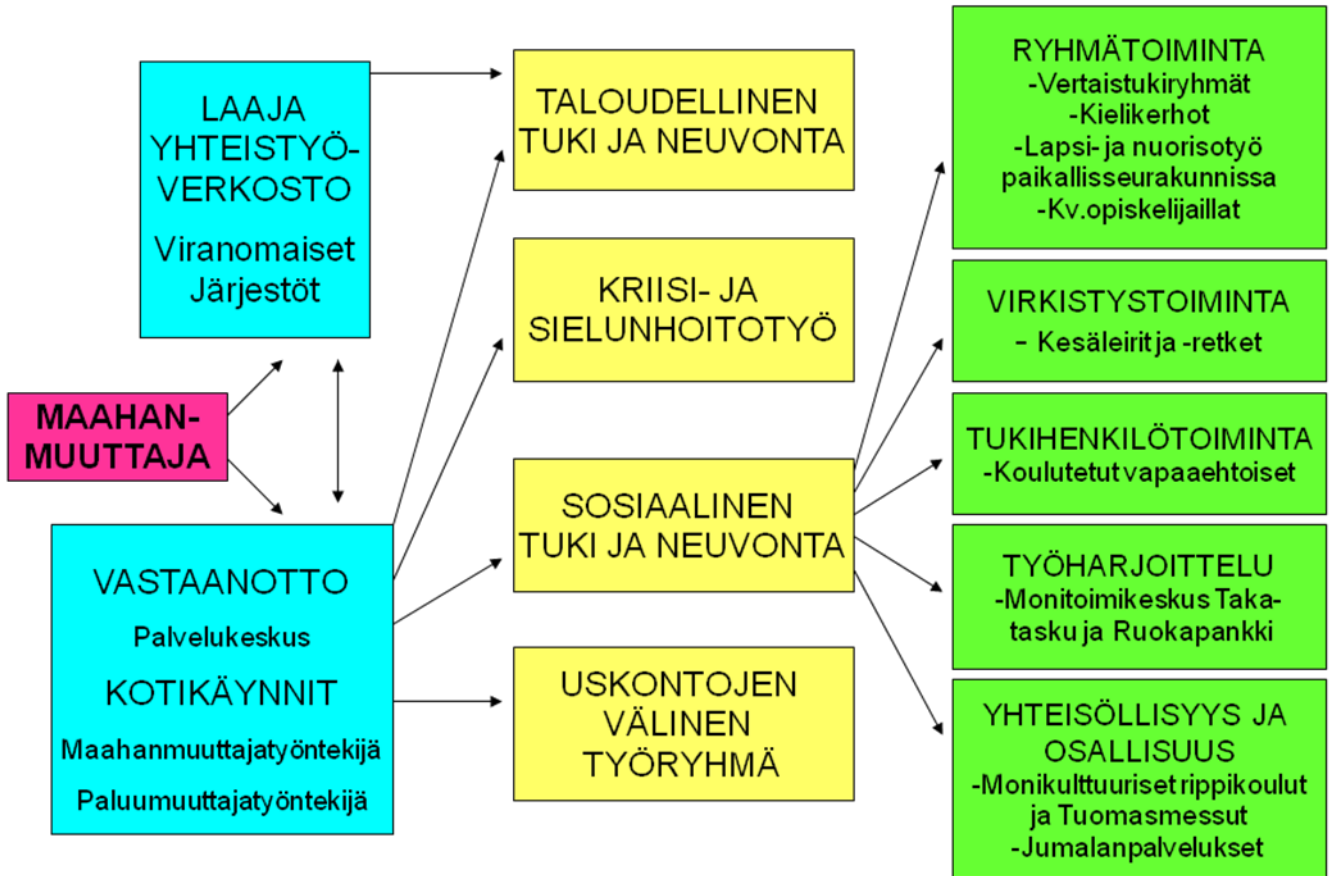 MAAHAN-
MUUTTAJA
LAAJA
YHTEISTYÖ-
VERKOSTO
Viranomaiset
Järjestöt
VASTAANOTTO
Palvelukeskus
KOTIKÄYNNIT
Maahanmuuttajatyöntekijä
Paluumuuttajatyöntekijä
TALOUDELLINEN
TUKI JA NEUVONTA
KRIISI- JA
SIELUNHOITOTYÖ
SOSIAALINEN
TUKI JA NEUVONTA
USKONTOJEN
VÄLINEN
TYÖRYHMÄ
RYHMÄTOIMINTA
-Vertaistukiryhmät
-Kielikerhot
-Lapsi- ja nuorisotyö
paikallisseurakunnissa
-Kv.opiskelijaillat
VIRKISTYSTOIMINTA
- Kesäleirit ja -retket
TUKIHENKILÖTOIMINTA
-Koulutetut vapaaehtoiset
TYÖHARJOITTELU
-Monitoimikeskus Taka-
tasku ja Ruokapankki
YHTEISÖLLISYYS JA
OSALLISUUS
-Monikulttuuriset rippikoulut
ja Tuomasmessut
-Jumalanpalvelukset